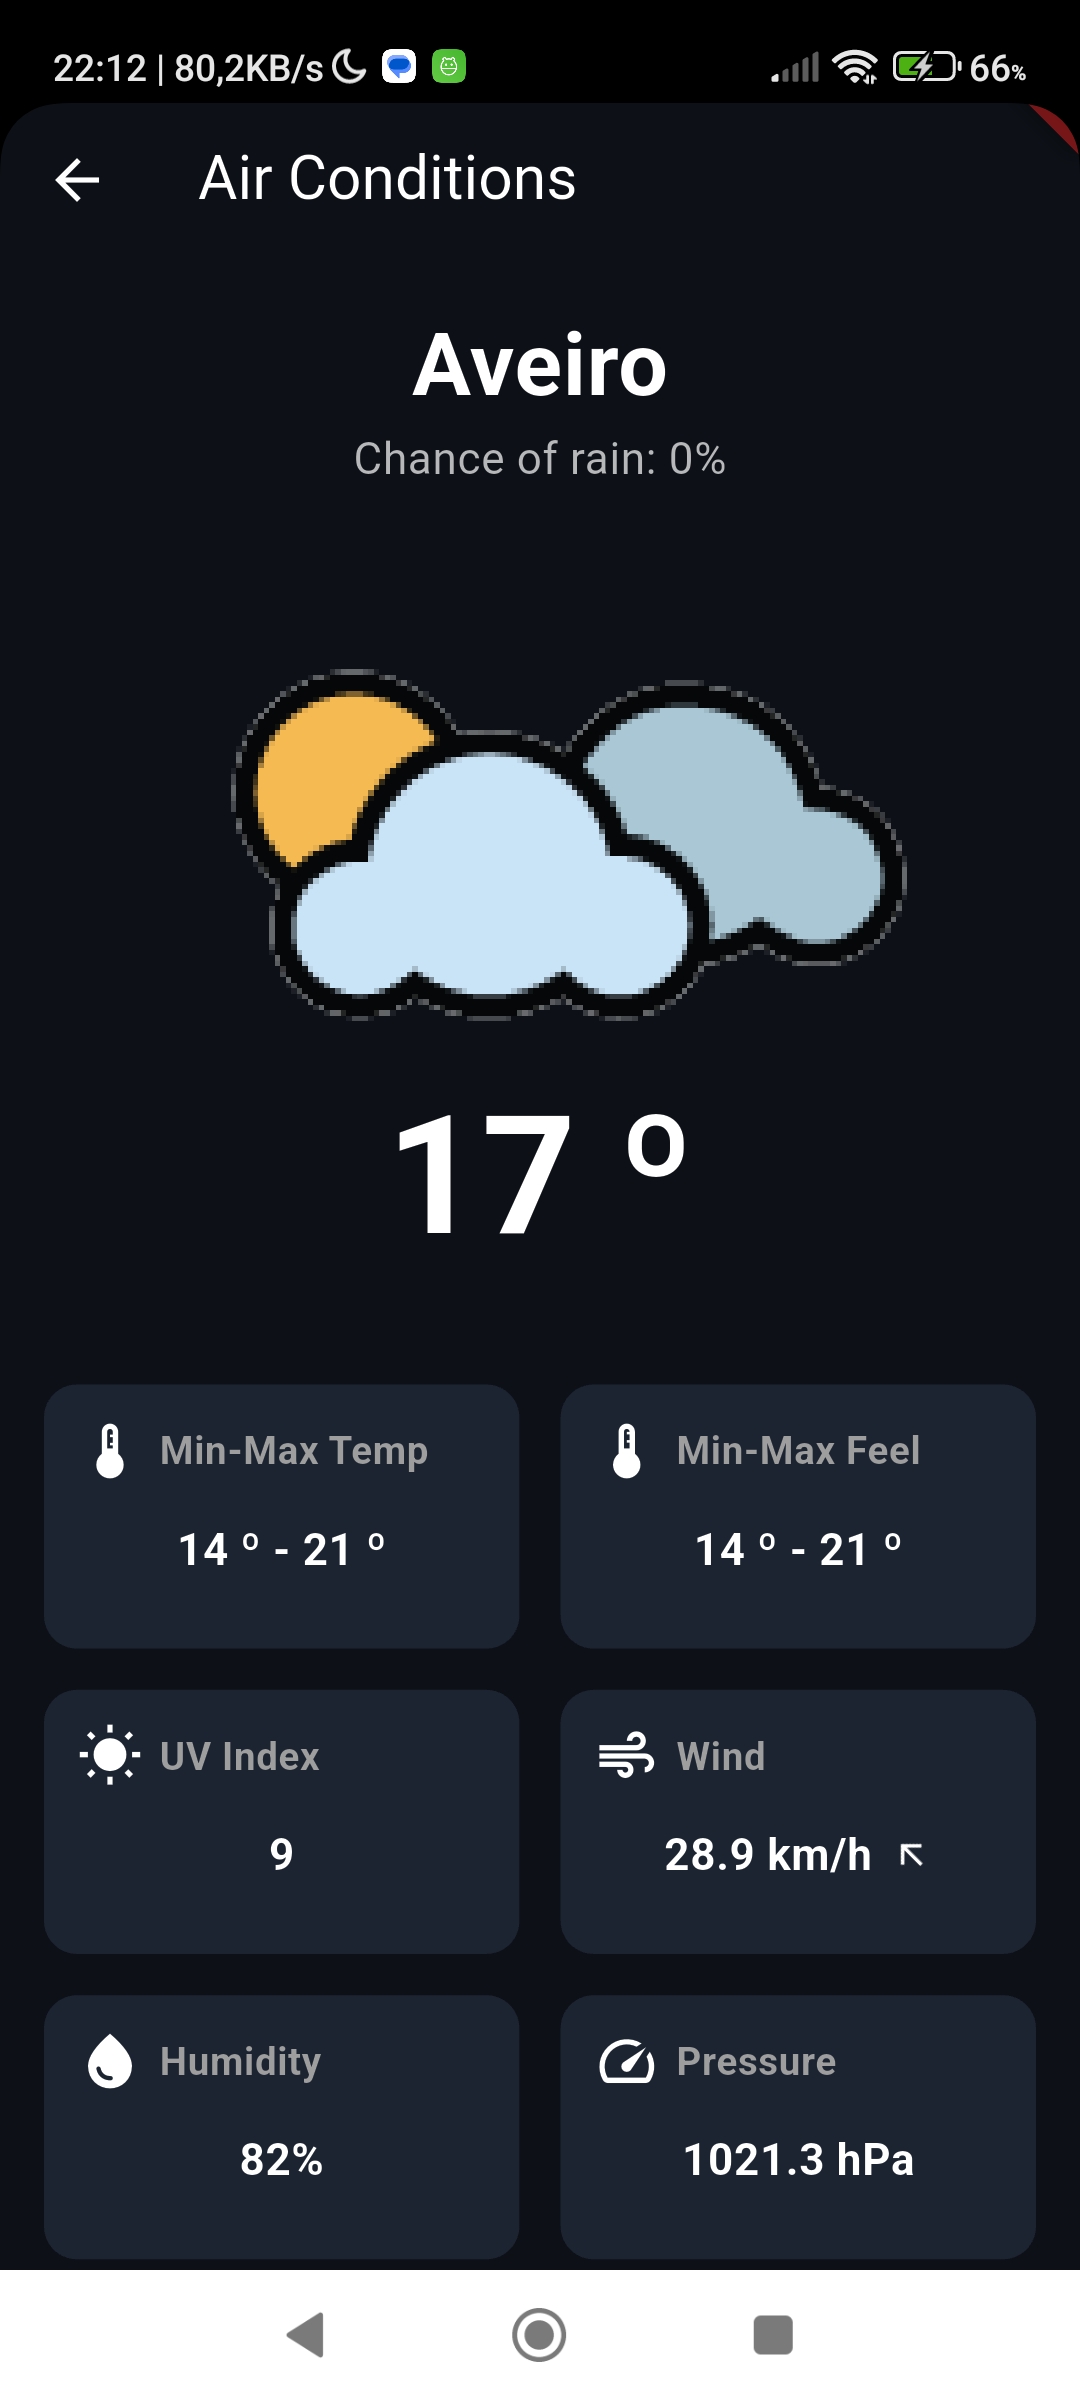 22:12 | 80,2KB/s 66%
Air Conditions
Aveiro
Chance of rain: 0%
17 º
Min-Max Temp
14 º - 21 º
Min-Max Feel
14 º - 21 º
UV Index
9
Wind
28.9 km/h
Humidity
82%
Pressure
1021.3 hPa